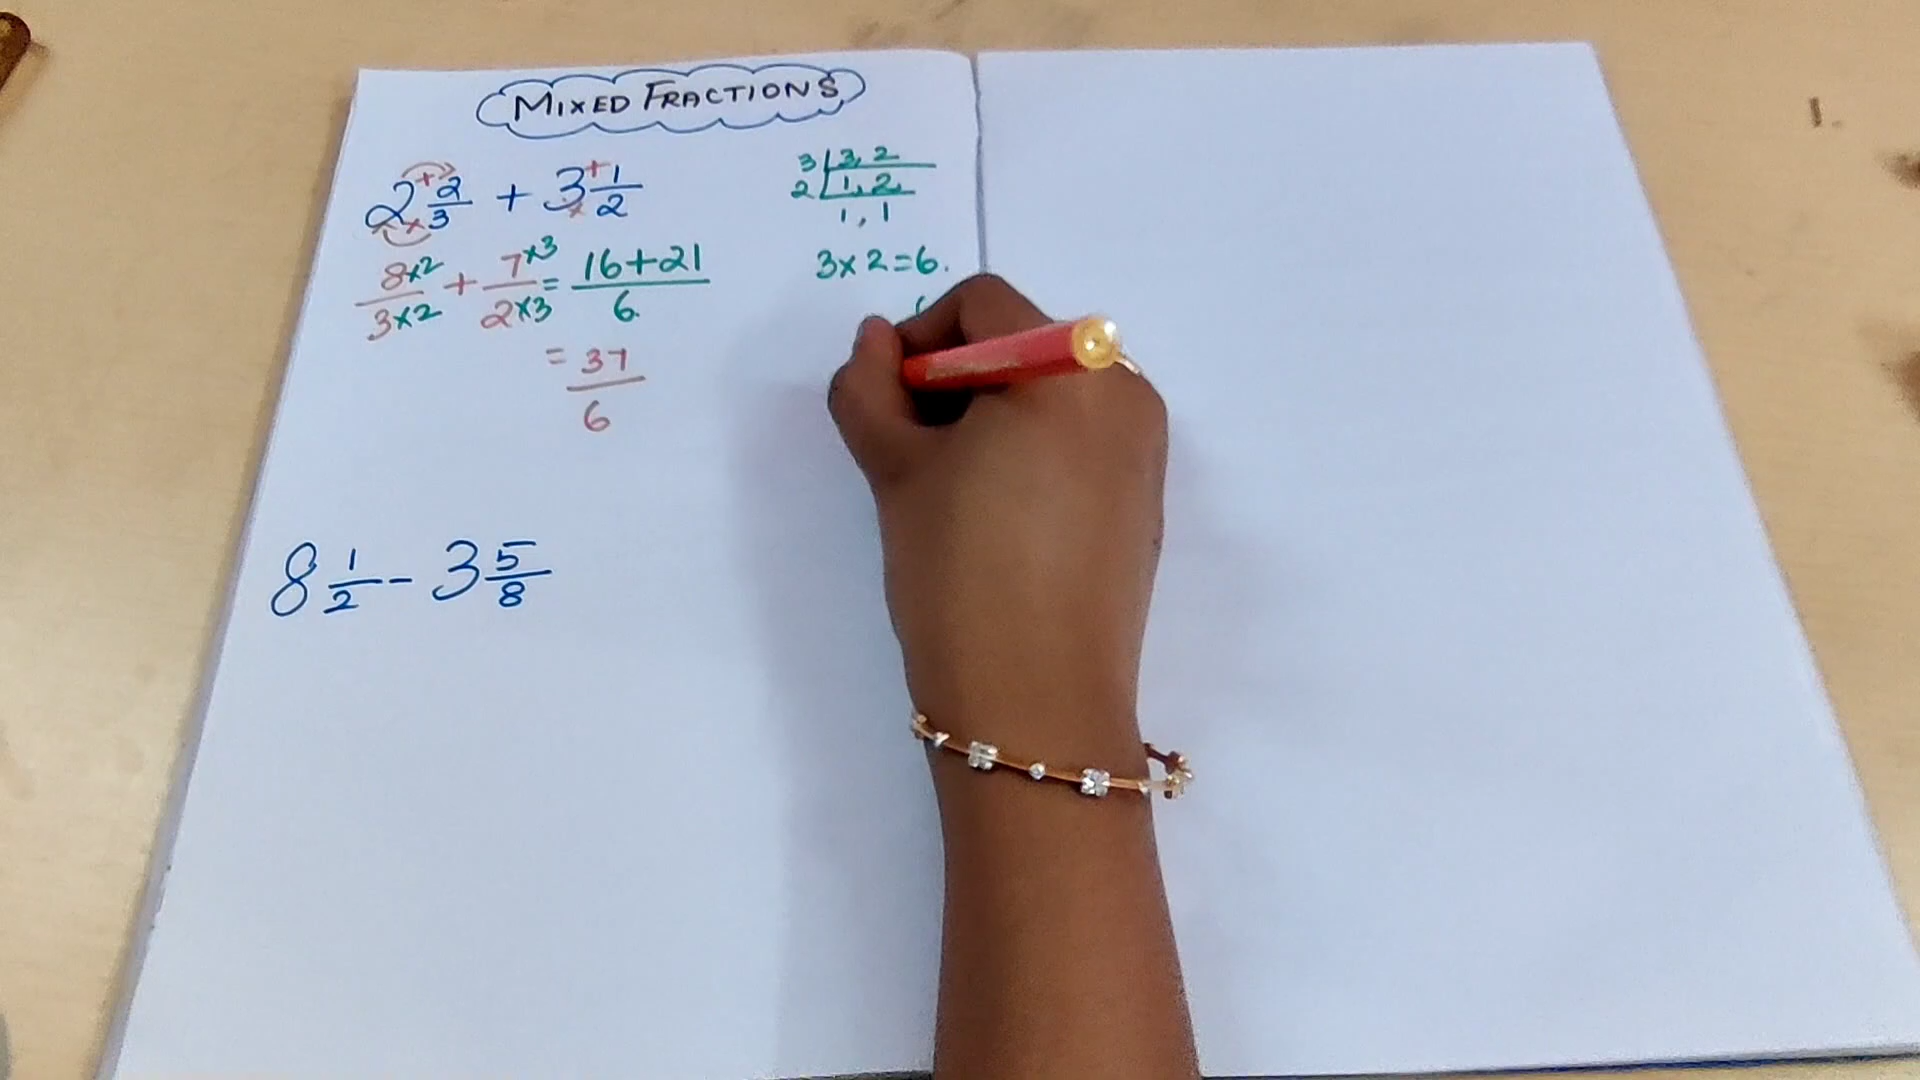 MIXED FRACTIONS
2 2/3 + 3 1/2
8×2/3×2 + 7×3/2×3 = 16+21/6
= 37/6
3 | 3, 2
2 | 1, 2
1, 1
3 × 2 = 6.
8 1/2 - 3 5/8